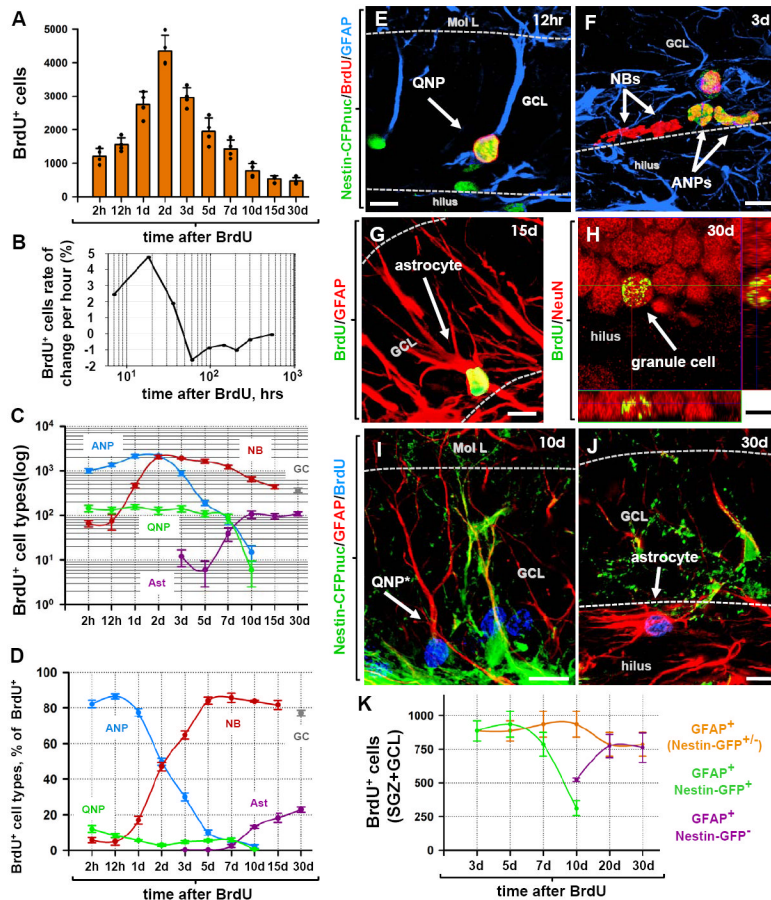 A
BrdU⁺ cells
5000
4000
3000
2000
1000
0
2h 12h 1d 2d 3d 5d 7d 10d 15d 30d
time after BrdU
B
BrdU⁺ cells rate of
change per hour (%)
5
4
3
2
1
0
-1
-2
10¹ 10² 10³
time after BrdU, hrs
C
BrdU⁺ cell types(log)
10⁴
10³
10²
10¹
10⁰
ANP
NB
GC
QNP
Ast
2h 12h 1d 2d 3d 5d 7d 10d 15d 30d
D
BrdU⁺ cell types, % of BrdU⁺
100
80
60
40
20
0
ANP
NB
GC
QNP
Ast
2h 12h 1d 2d 3d 5d 7d 10d 15d 30d
time after BrdU
Nestin-CFPnuc/BrdU/GFAP
E
Mol L
12hr
QNP
GCL
hilus
F
3d
GCL
NBs
hilus
ANPs
BrdU/GFAP
G
15d
astrocyte
GCL
BrdU/NeuN
H
30d
hilus
granule cell
Nestin-CFPnuc/GFAP/BrdU
I
10d
Mol L
QNP*
GCL
J
30d
GCL
astrocyte
hilus
K
BrdU⁺ cells
(SGZ+GCL)
1000
750
500
250
0
3d 5d 7d 10d 20d 30d
time after BrdU
GFAP⁺
(Nestin-GFP⁺/⁻)
GFAP⁺
Nestin-GFP⁺
GFAP⁺
Nestin-GFP⁻